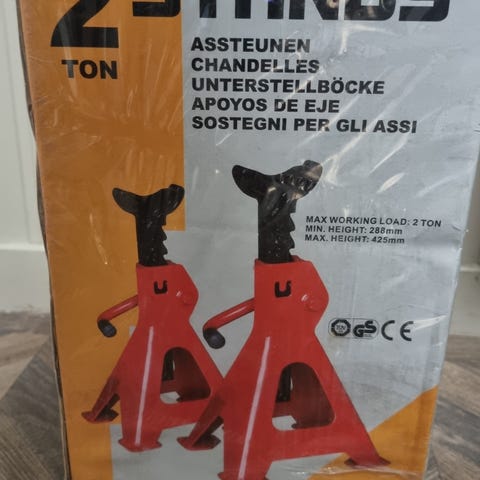 2 STANDS
TON
ASSTEUNEN
CHANDELLES
UNTERSTELLBÖCKE
APOYOS DE EJE
SOSTEGNI PER GLI ASSI
MAX WORKING LOAD: 2 TON
MIN. HEIGHT: 288mm
MAX. HEIGHT: 425mm
GS CE